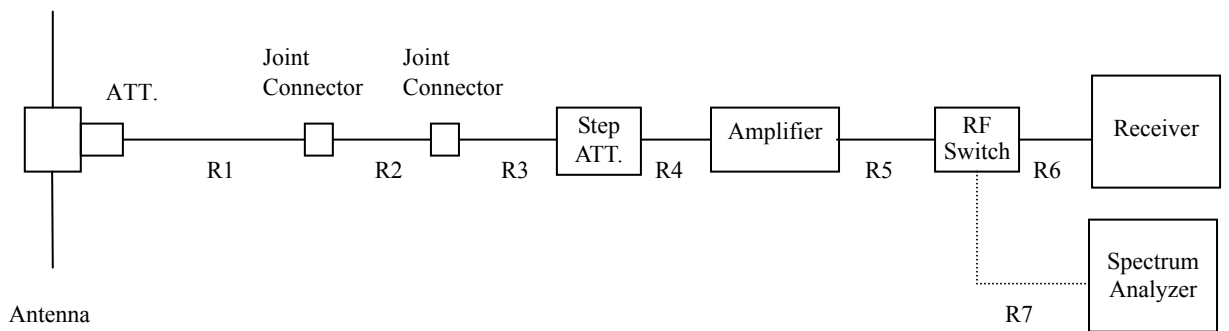 Joint
Connector
Joint
Connector
ATT.
Step
ATT.
Amplifier
RF
Switch
Receiver
R1
R2
R3
R4
R5
R6
Spectrum
Analyzer
R7
Antenna